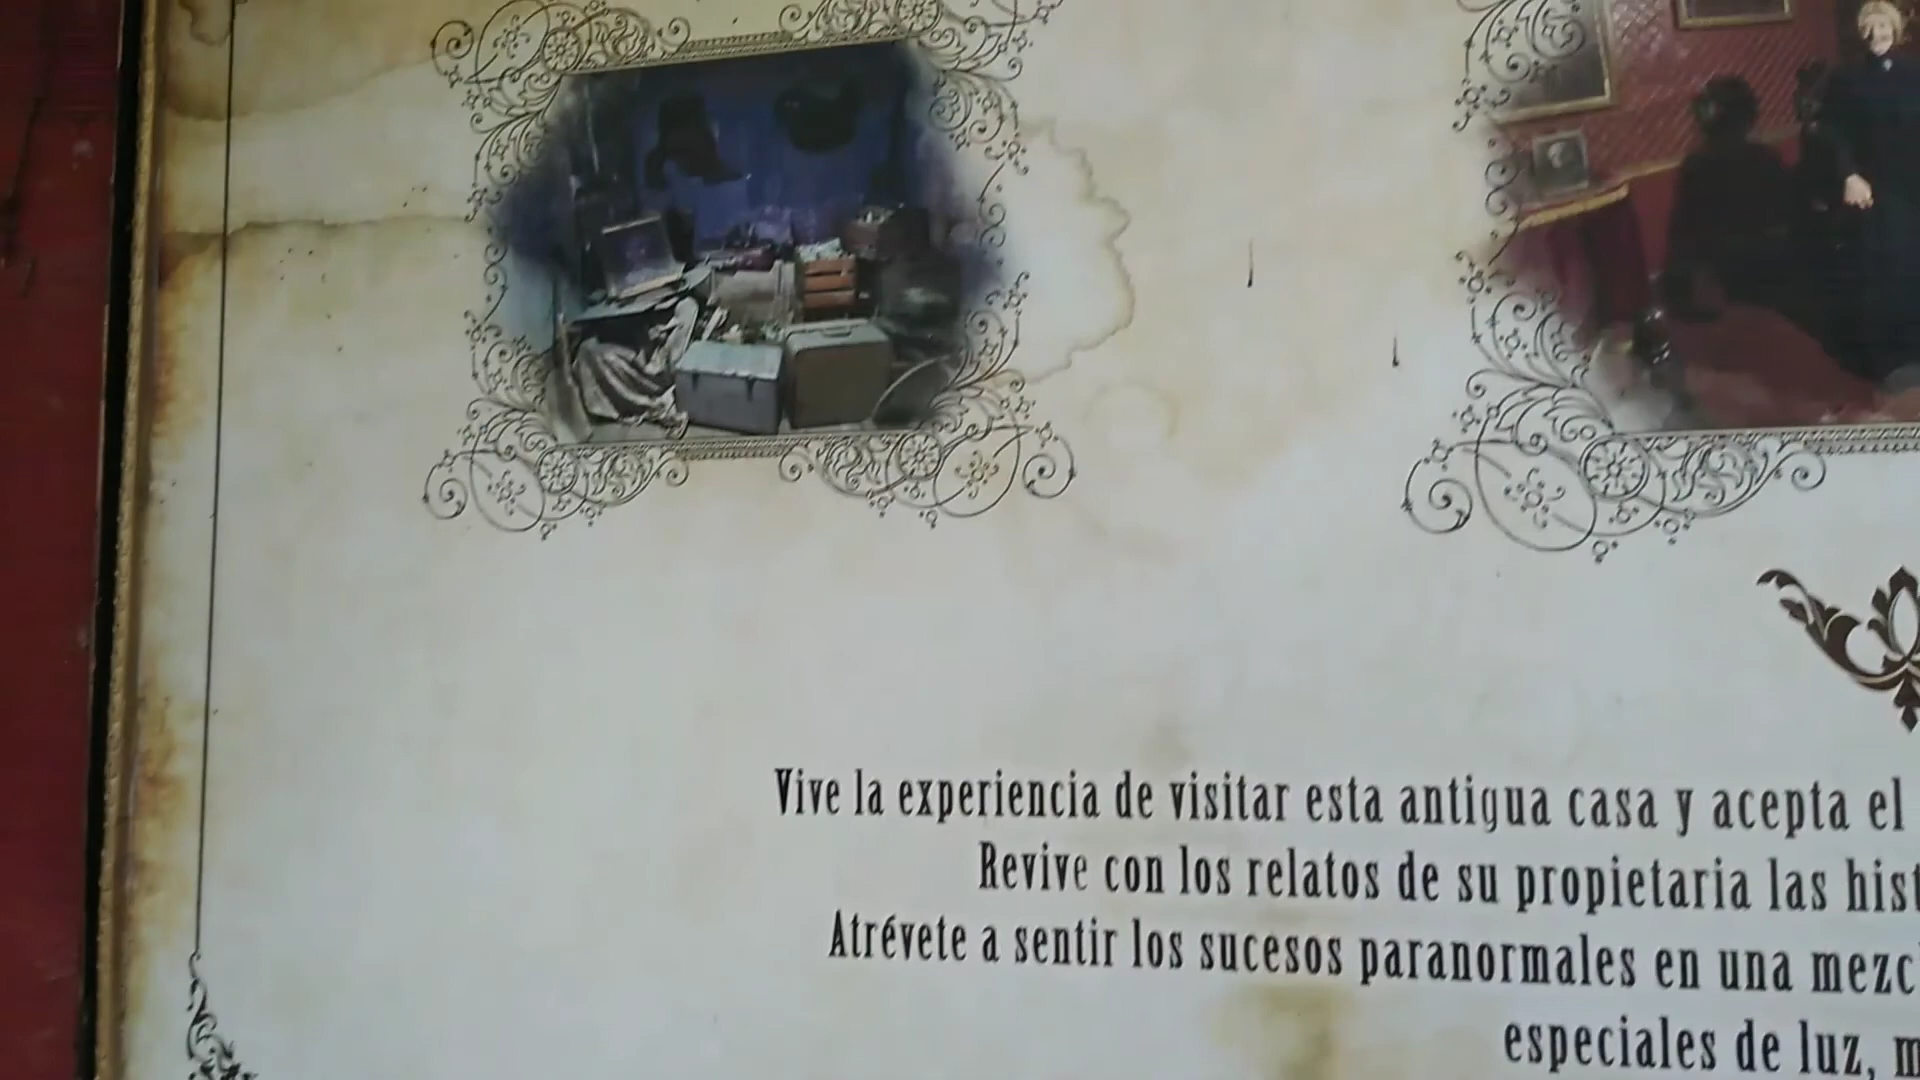 Vive la experiencia de visitar esta antigua casa y acepta el
Revive con los relatos de su propietaria las hist
Atrévete a sentir los sucesos paranormales en una mezc
especiales de luz, m